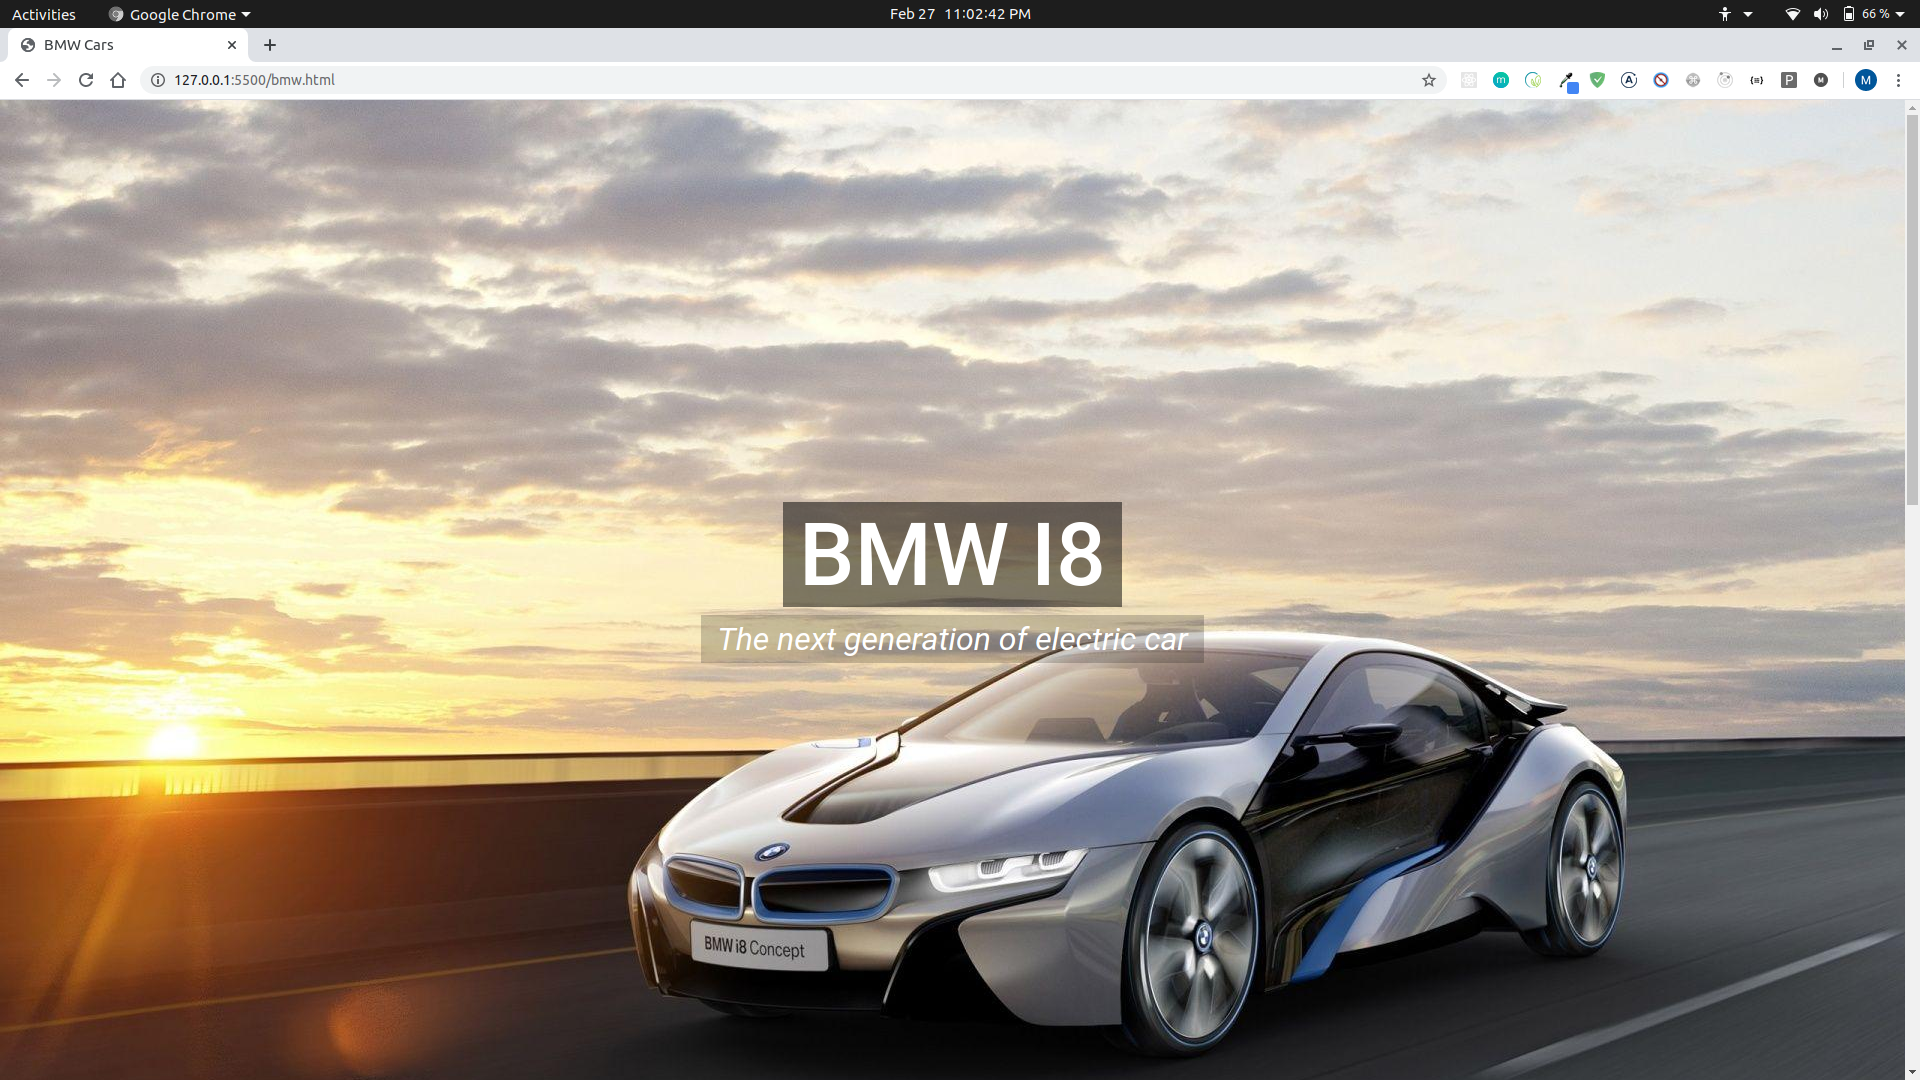 Activities Google Chrome Feb 27 11:02:42 PM 66 %
BMW Cars
127.0.0.1:5500/bmw.html
BMW I8
The next generation of electric car
BMW i8 Concept